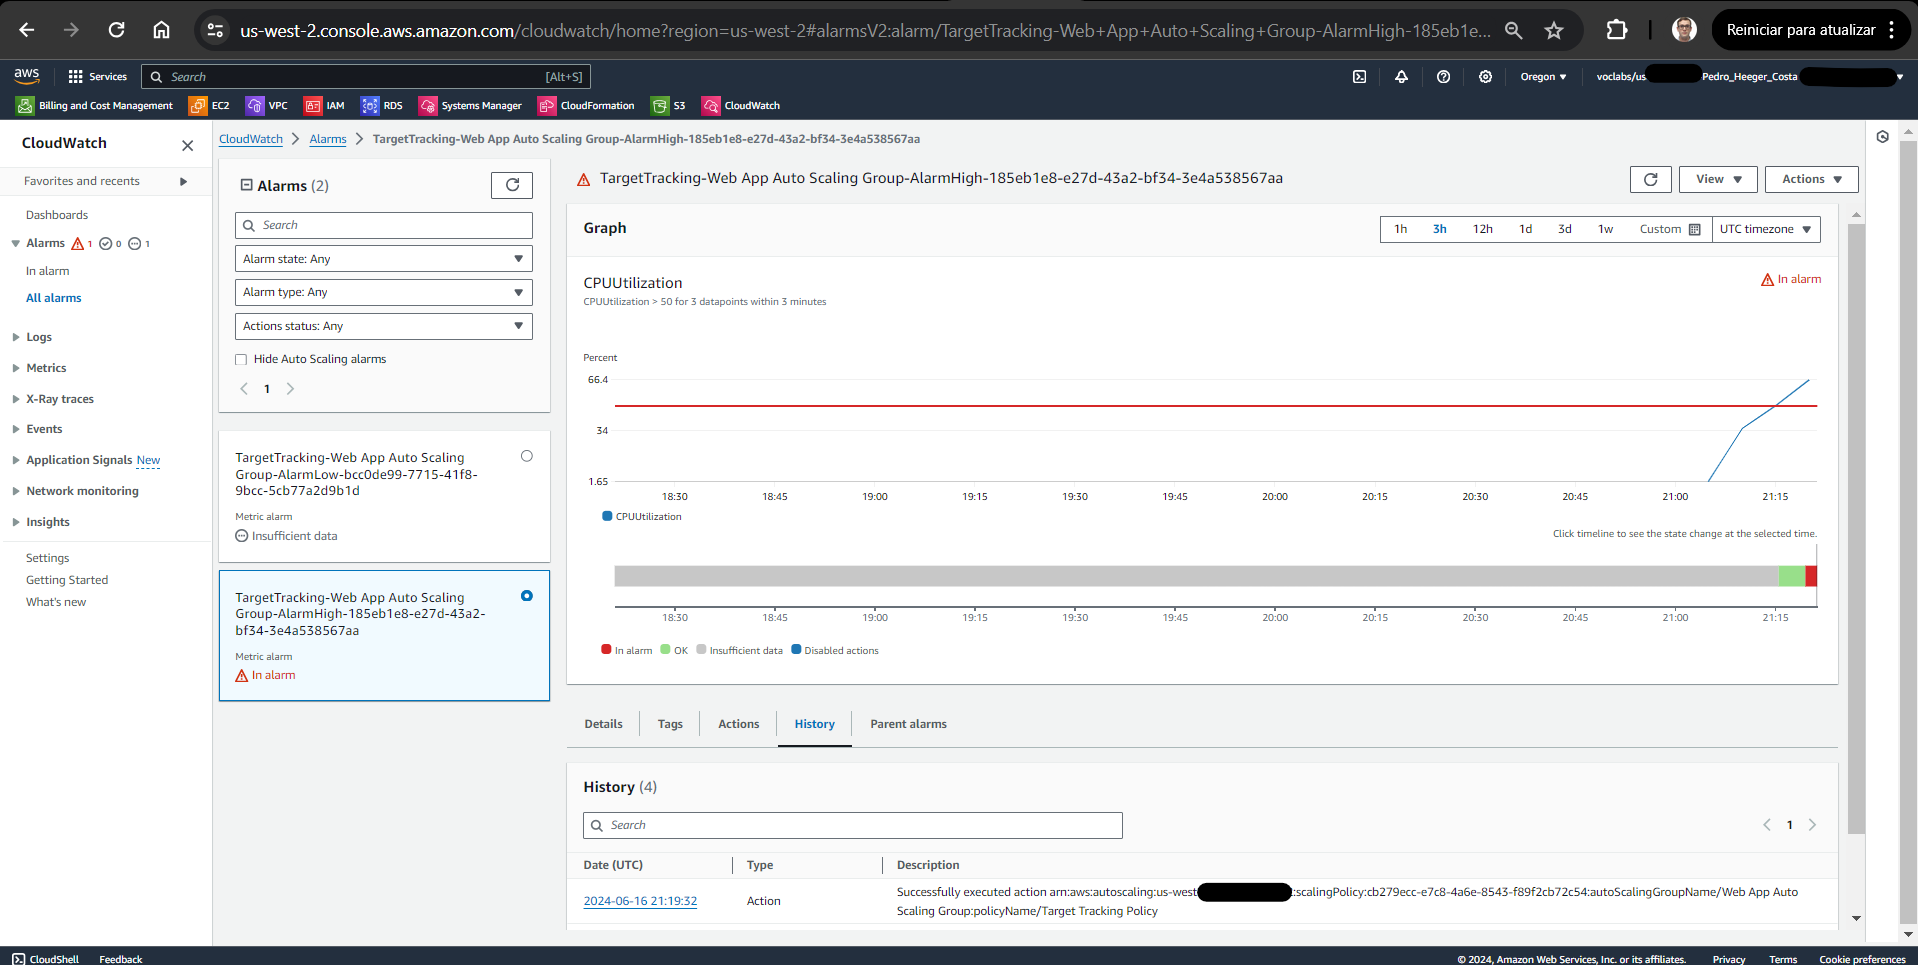 us-west-2.console.aws.amazon.com/cloudwatch/home?region=us-west-2#alarmsV2:alarm/TargetTracking-Web+App+Auto+Scaling+Group-AlarmHigh-185eb1e...
Reiniciar para atualizar
aws
Services
Search
[Alt+S]
Oregon
voclabs/us
Pedro_Heeger_Costa
Billing and Cost Management
EC2
VPC
IAM
RDS
Systems Manager
CloudFormation
S3
CloudWatch
CloudWatch
Favorites and recents
Dashboards
Alarms 1 0 1
In alarm
All alarms
Logs
Metrics
X-Ray traces
Events
Application Signals New
Network monitoring
Insights
Settings
Getting Started
What's new
CloudWatch
Alarms
TargetTracking-Web App Auto Scaling Group-AlarmHigh-185eb1e8-e27d-43a2-bf34-3e4a538567aa
Alarms (2)
Search
Alarm state: Any
Alarm type: Any
Actions status: Any
Hide Auto Scaling alarms
1
TargetTracking-Web App Auto Scaling
Group-AlarmLow-bcc0de99-7715-41f8-
9bcc-5cb77a2d9b1d
Metric alarm
Insufficient data
TargetTracking-Web App Auto Scaling
Group-AlarmHigh-185eb1e8-e27d-43a2-
bf34-3e4a538567aa
Metric alarm
In alarm
TargetTracking-Web App Auto Scaling Group-AlarmHigh-185eb1e8-e27d-43a2-bf34-3e4a538567aa
View
Actions
Graph
1h 3h 12h 1d 3d 1w Custom
UTC timezone
CPUUtilization
In alarm
CPUUtilization > 50 for 3 datapoints within 3 minutes
Percent
66.4
34
1.65
18:30 18:45 19:00 19:15 19:30 19:45 20:00 20:15 20:30 20:45 21:00 21:15
CPUUtilization
Click timeline to see the state change at the selected time.
18:30 18:45 19:00 19:15 19:30 19:45 20:00 20:15 20:30 20:45 21:00 21:15
In alarm OK Insufficient data Disabled actions
Details
Tags
Actions
History
Parent alarms
History (4)
Search
1
Date (UTC)
Type
Description
2024-06-16 21:19:32
Action
Successfully executed action arn:aws:autoscaling:us-west :scalingPolicy:cb279ecc-e7c8-4a6e-8543-f89f2cb72c54:autoScalingGroupName/Web App Auto
Scaling Group:policyName/Target Tracking Policy
CloudShell
Feedback
© 2024, Amazon Web Services, Inc. or its affiliates.
Privacy
Terms
Cookie preferences